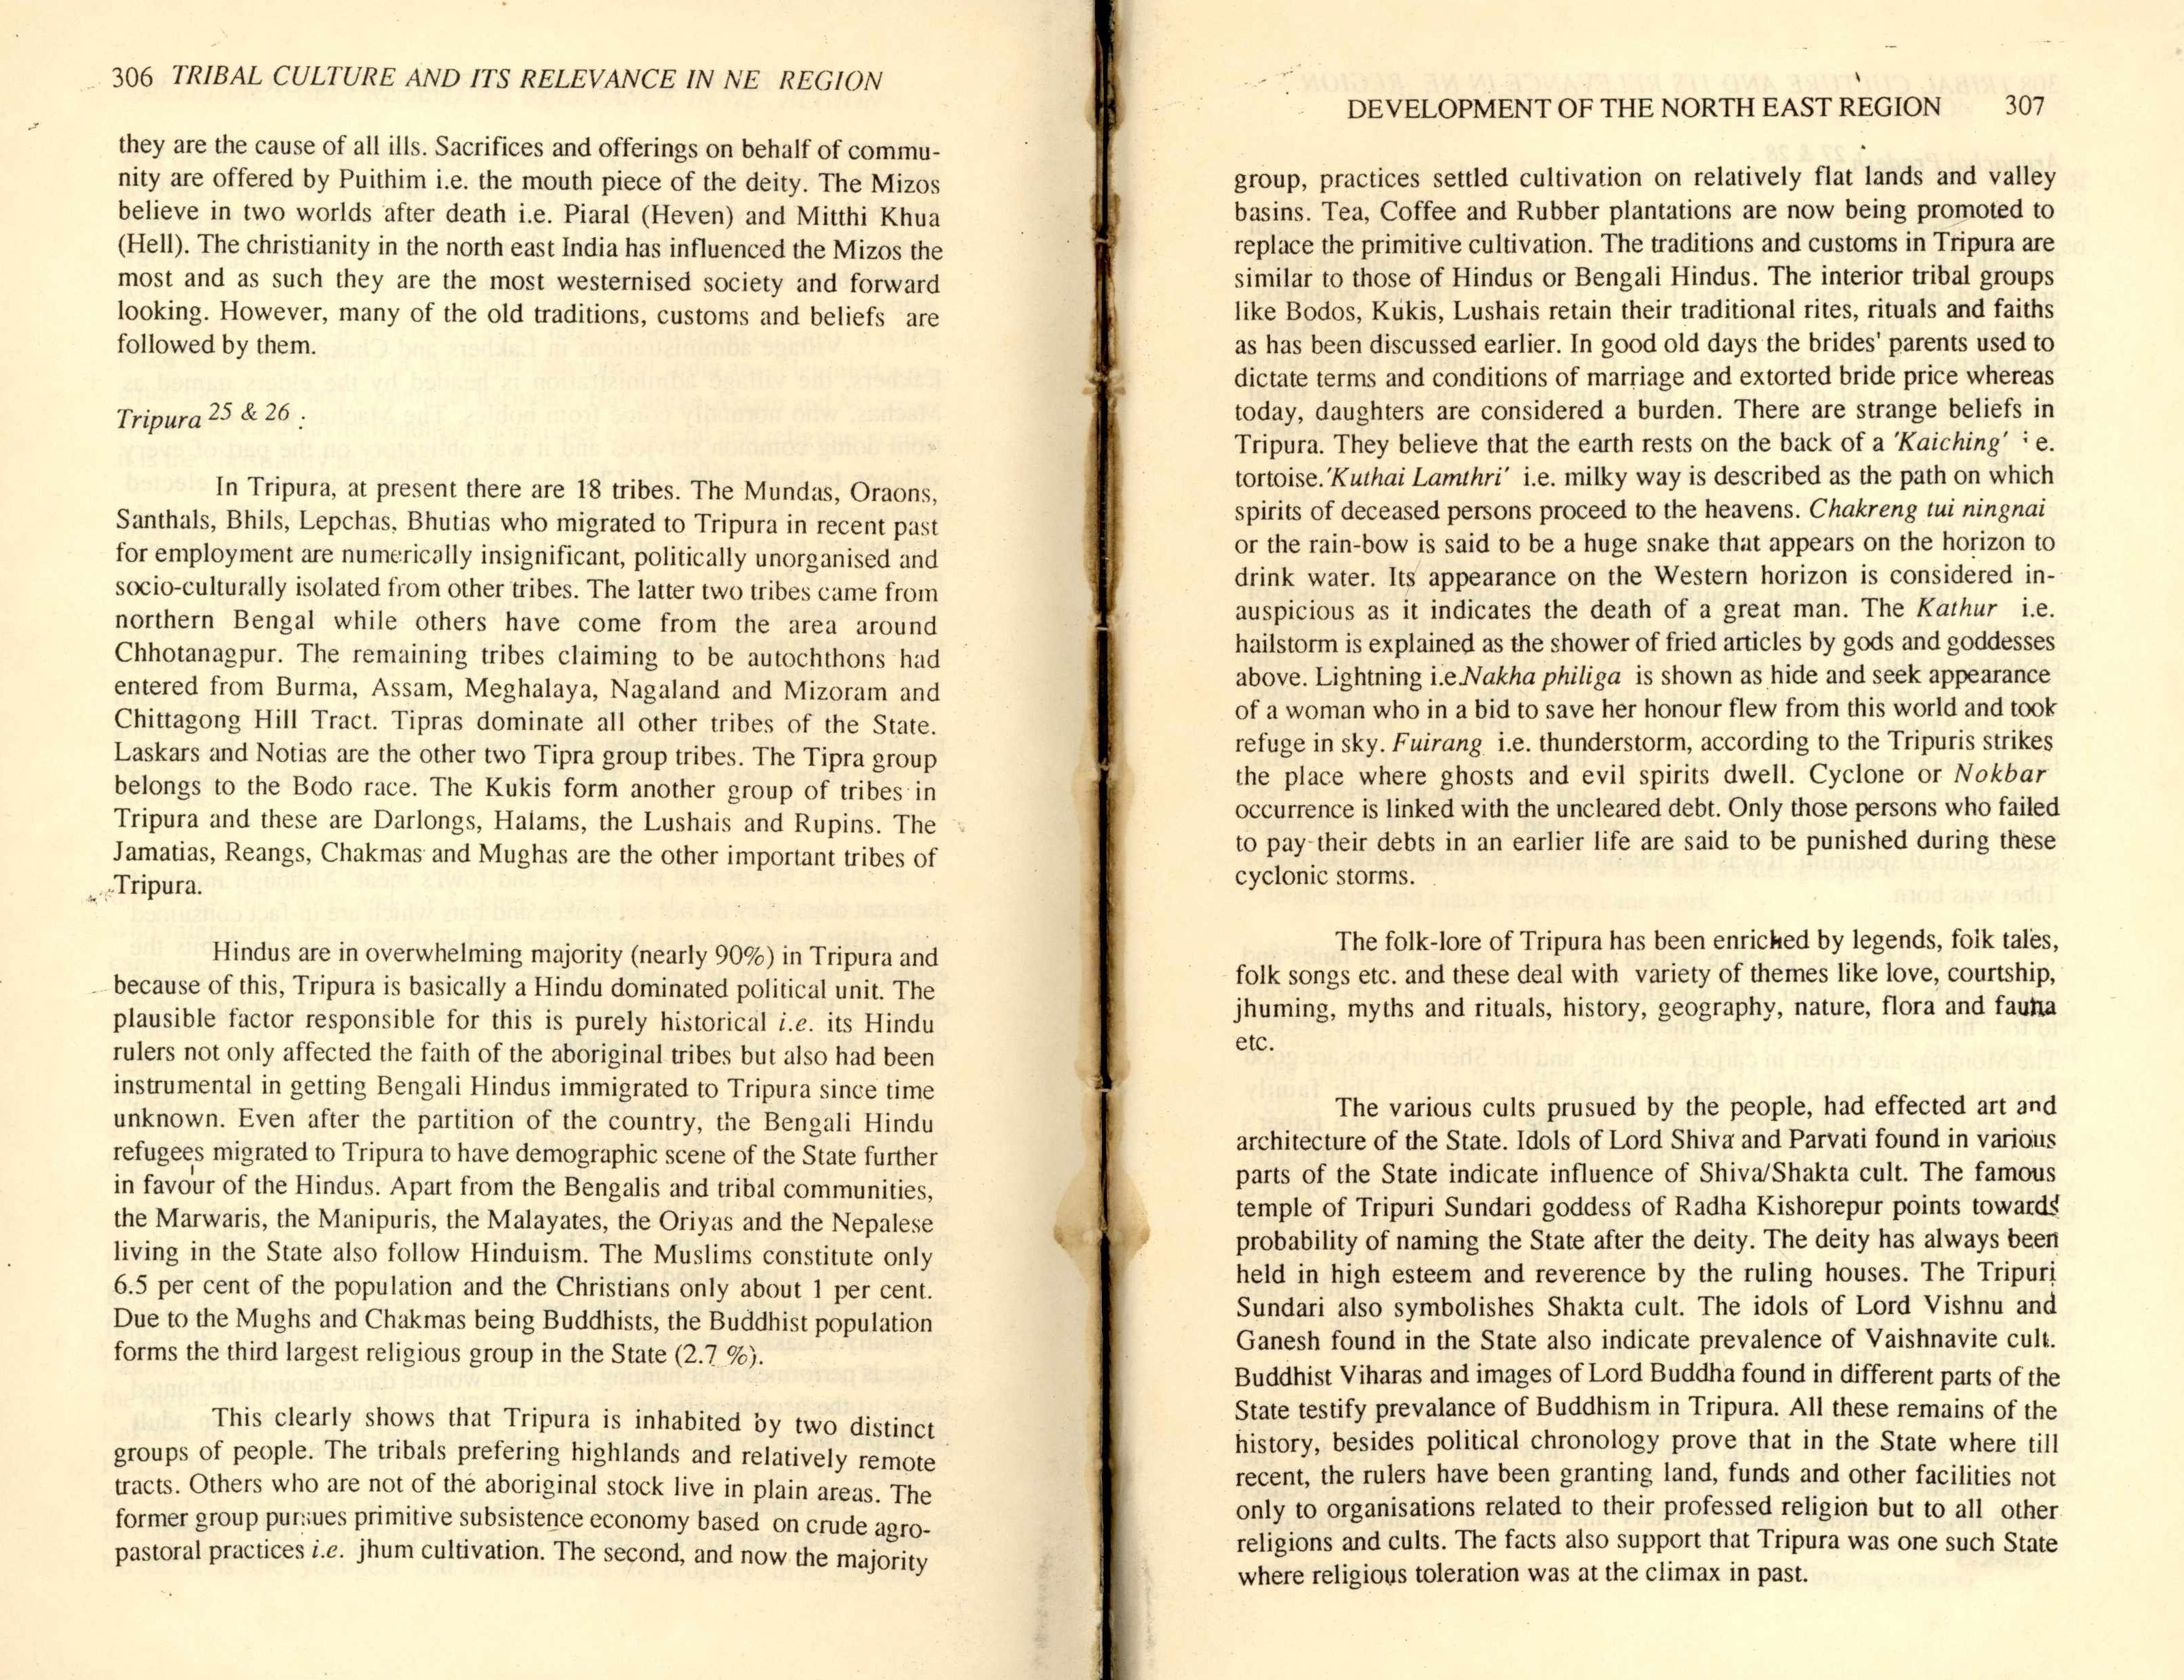 306 TRIBAL CULTURE AND ITS RELEVANCE IN NE REGION
they are the cause of all ills. Sacrifices and offerings on behalf of commu-
nity are offered by Puithim i.e. the mouth piece of the deity. The Mizos
believe in two worlds after death i.e. Piaral (Heven) and Mitthi Khua
(Hell). The christianity in the north east India has influenced the Mizos the
most and as such they are the most westernised society and forward
looking. However, many of the old traditions, customs and beliefs are
followed by them.
Tripura 25 & 26 :
In Tripura, at present there are 18 tribes. The Mundas, Oraons,
Santhals, Bhils, Lepchas, Bhutias who migrated to Tripura in recent past
for employment are numerically insignificant, politically unorganised and
socio-culturally isolated from other tribes. The latter two tribes came from
northern Bengal while others have come from the area around
Chhotanagpur. The remaining tribes claiming to be autochthons had
entered from Burma, Assam, Meghalaya, Nagaland and Mizoram and
Chittagong Hill Tract. Tipras dominate all other tribes of the State.
Laskars and Notias are the other two Tipra group tribes. The Tipra group
belongs to the Bodo race. The Kukis form another group of tribes in
Tripura and these are Darlongs, Halams, the Lushais and Rupins. The
Jamatias, Reangs, Chakmas and Mughas are the other important tribes of
Tripura.
Hindus are in overwhelming majority (nearly 90%) in Tripura and
because of this, Tripura is basically a Hindu dominated political unit. The
plausible factor responsible for this is purely historical i.e. its Hindu
rulers not only affected the faith of the aboriginal tribes but also had been
instrumental in getting Bengali Hindus immigrated to Tripura since time
unknown. Even after the partition of the country, the Bengali Hindu
refugees migrated to Tripura to have demographic scene of the State further
in favour of the Hindus. Apart from the Bengalis and tribal communities,
the Marwaris, the Manipuris, the Malayates, the Oriyas and the Nepalese
living in the State also follow Hinduism. The Muslims constitute only
6.5 per cent of the population and the Christians only about 1 per cent.
Due to the Mughs and Chakmas being Buddhists, the Buddhist population
forms the third largest religious group in the State (2.7 %).
This clearly shows that Tripura is inhabited by two distinct
groups of people. The tribals prefering highlands and relatively remote
tracts. Others who are not of the aboriginal stock live in plain areas. The
former group pursues primitive subsistence economy based on crude agro-
pastoral practices i.e. jhum cultivation. The second, and now the majority
DEVELOPMENT OF THE NORTH EAST REGION 307
group, practices settled cultivation on relatively flat lands and valley
basins. Tea, Coffee and Rubber plantations are now being promoted to
replace the primitive cultivation. The traditions and customs in Tripura are
similar to those of Hindus or Bengali Hindus. The interior tribal groups
like Bodos, Kukis, Lushais retain their traditional rites, rituals and faiths
as has been discussed earlier. In good old days the brides' parents used to
dictate terms and conditions of marriage and extorted bride price whereas
today, daughters are considered a burden. There are strange beliefs in
Tripura. They believe that the earth rests on the back of a 'Kaiching' i e.
tortoise. 'Kuthai Lamthri' i.e. milky way is described as the path on which
spirits of deceased persons proceed to the heavens. Chakreng tui ningnai
or the rain-bow is said to be a huge snake that appears on the horizon to
drink water. Its appearance on the Western horizon is considered in-
auspicious as it indicates the death of a great man. The Kathur i.e.
hailstorm is explained as the shower of fried articles by gods and goddesses
above. Lightning i.e.Nakha philiga is shown as hide and seek appearance
of a woman who in a bid to save her honour flew from this world and took
refuge in sky. Fuirang i.e. thunderstorm, according to the Tripuris strikes
the place where ghosts and evil spirits dwell. Cyclone or Nokbar
occurrence is linked with the uncleared debt. Only those persons who failed
to pay their debts in an earlier life are said to be punished during these
cyclonic storms.
The folk-lore of Tripura has been enriched by legends, folk tales,
folk songs etc. and these deal with variety of themes like love, courtship,
jhuming, myths and rituals, history, geography, nature, flora and fauna
etc.
The various cults prusued by the people, had effected art and
architecture of the State. Idols of Lord Shiva and Parvati found in various
parts of the State indicate influence of Shiva/Shakta cult. The famous
temple of Tripuri Sundari goddess of Radha Kishorepur points towards
probability of naming the State after the deity. The deity has always been
held in high esteem and reverence by the ruling houses. The Tripuri
Sundari also symbolishes Shakta cult. The idols of Lord Vishnu and
Ganesh found in the State also indicate prevalence of Vaishnavite cult.
Buddhist Viharas and images of Lord Buddha found in different parts of the
State testify prevalance of Buddhism in Tripura. All these remains of the
history, besides political chronology prove that in the State where till
recent, the rulers have been granting land, funds and other facilities not
only to organisations related to their professed religion but to all other
religions and cults. The facts also support that Tripura was one such State
where religious toleration was at the climax in past.